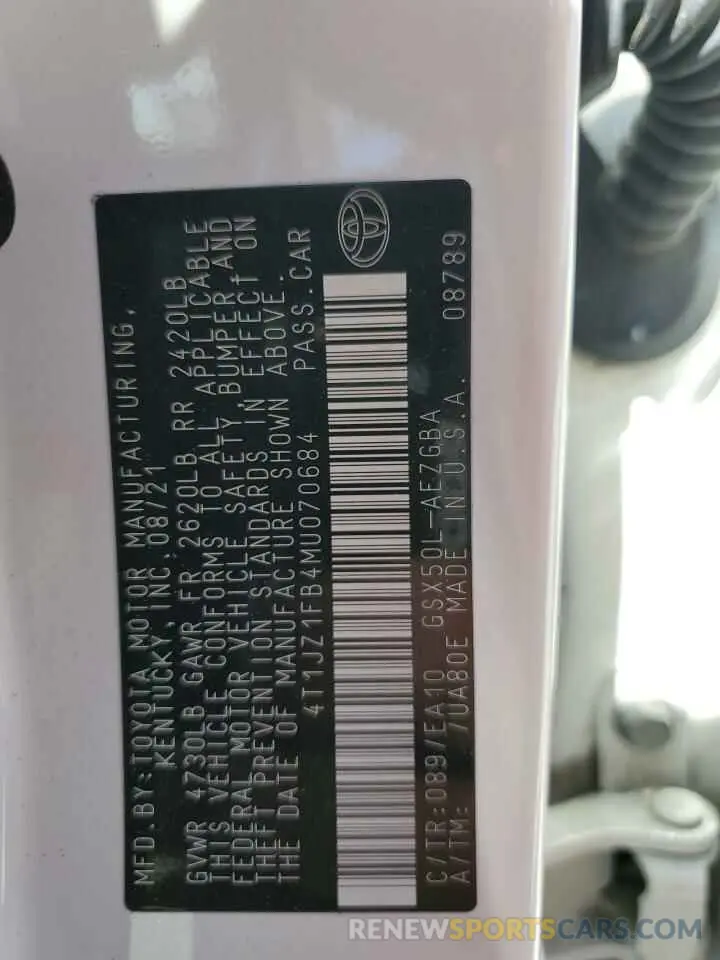 MFD.BY:TOYOTA MOTOR MANUFACTURING,
KENTUCKY, INC. 08/21
GVWR 4730LB GAWR FR 2620LB RR 2420LB
THIS VEHICLE CONFORMS TO ALL APPLICABLE
FEDERAL MOTOR VEHICLE SAFETY, BUMPER AND
THEFT PREVENTION STANDARDS IN EFFECT ON
THE DATE OF MANUFACTURE SHOWN ABOVE.
4T1JZ1FB4MU070684 PASS.CAR
C/TR: 089/EA10 GSX50L-AEZGBA
A/TM: /UA80E MADE IN U.S.A. 08789
RENEWSPORTSCARS.COM